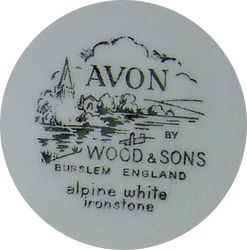 AVON
BY
WOOD & SONS
BURSLEM ENGLAND
alpine white
ironstone